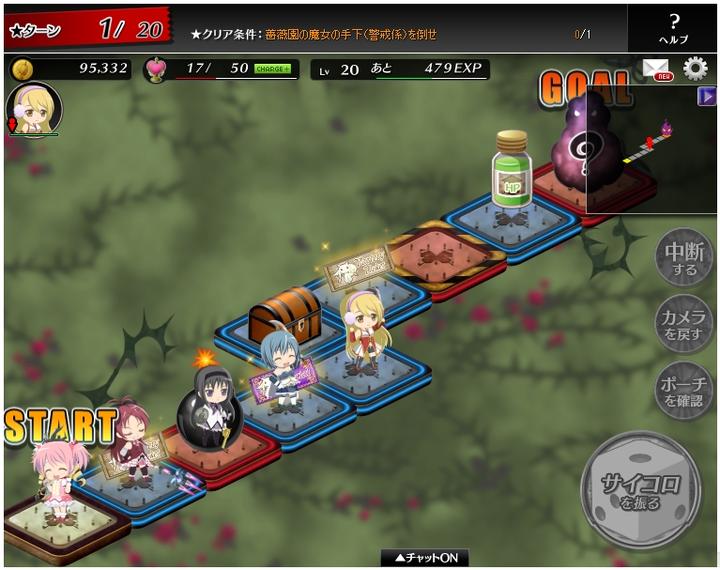 ★ターン 1/ 20
★クリア条件：薔薇園の魔女の手下（警戒係）を倒せ
0/1
?
ヘルプ
95,332
17/ 50 CHARGE+
Lv 20 あと 479EXP
NEW
GOAL
?
HP
中断
する
カメラ
を戻す
ポーチ
を確認
START
サイコロ
を振る
▲チャットON